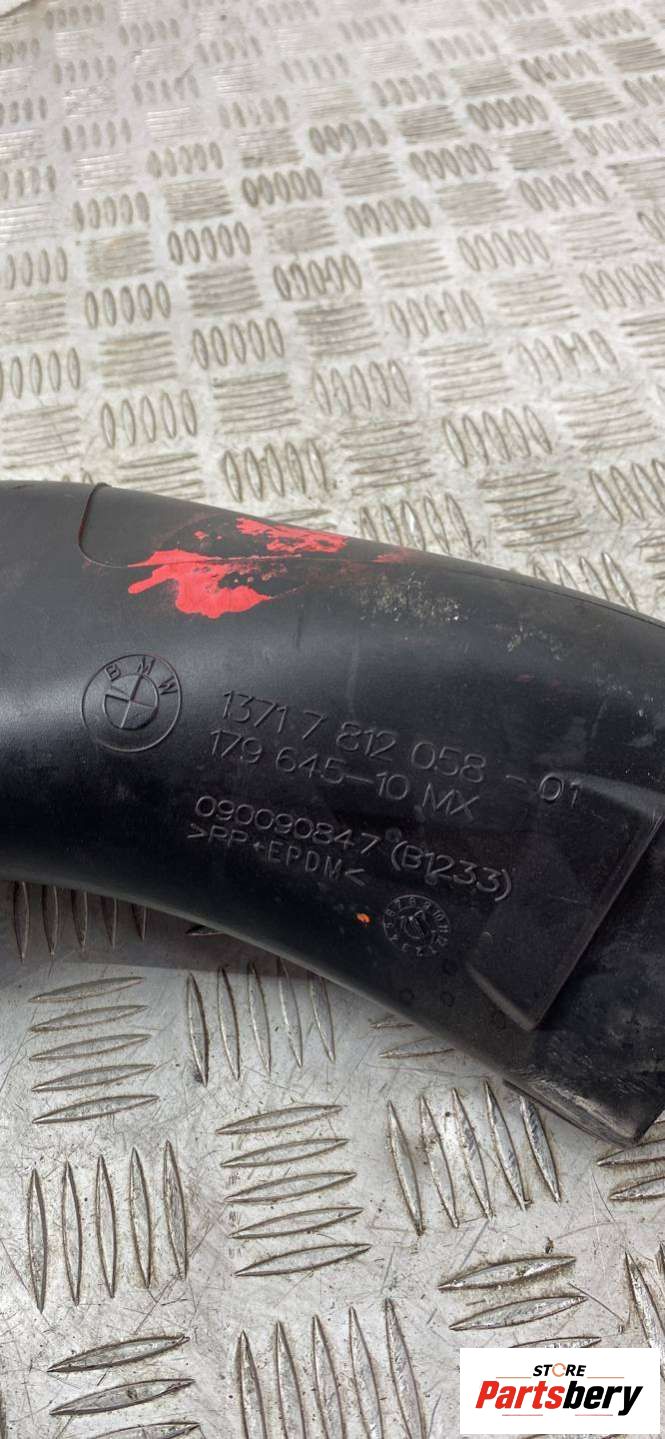 BMW
1371 7 812 058 - 01
179 645-10 MX
090090847 (B1233)
>PP+EPDM<
STORE
Partsbery